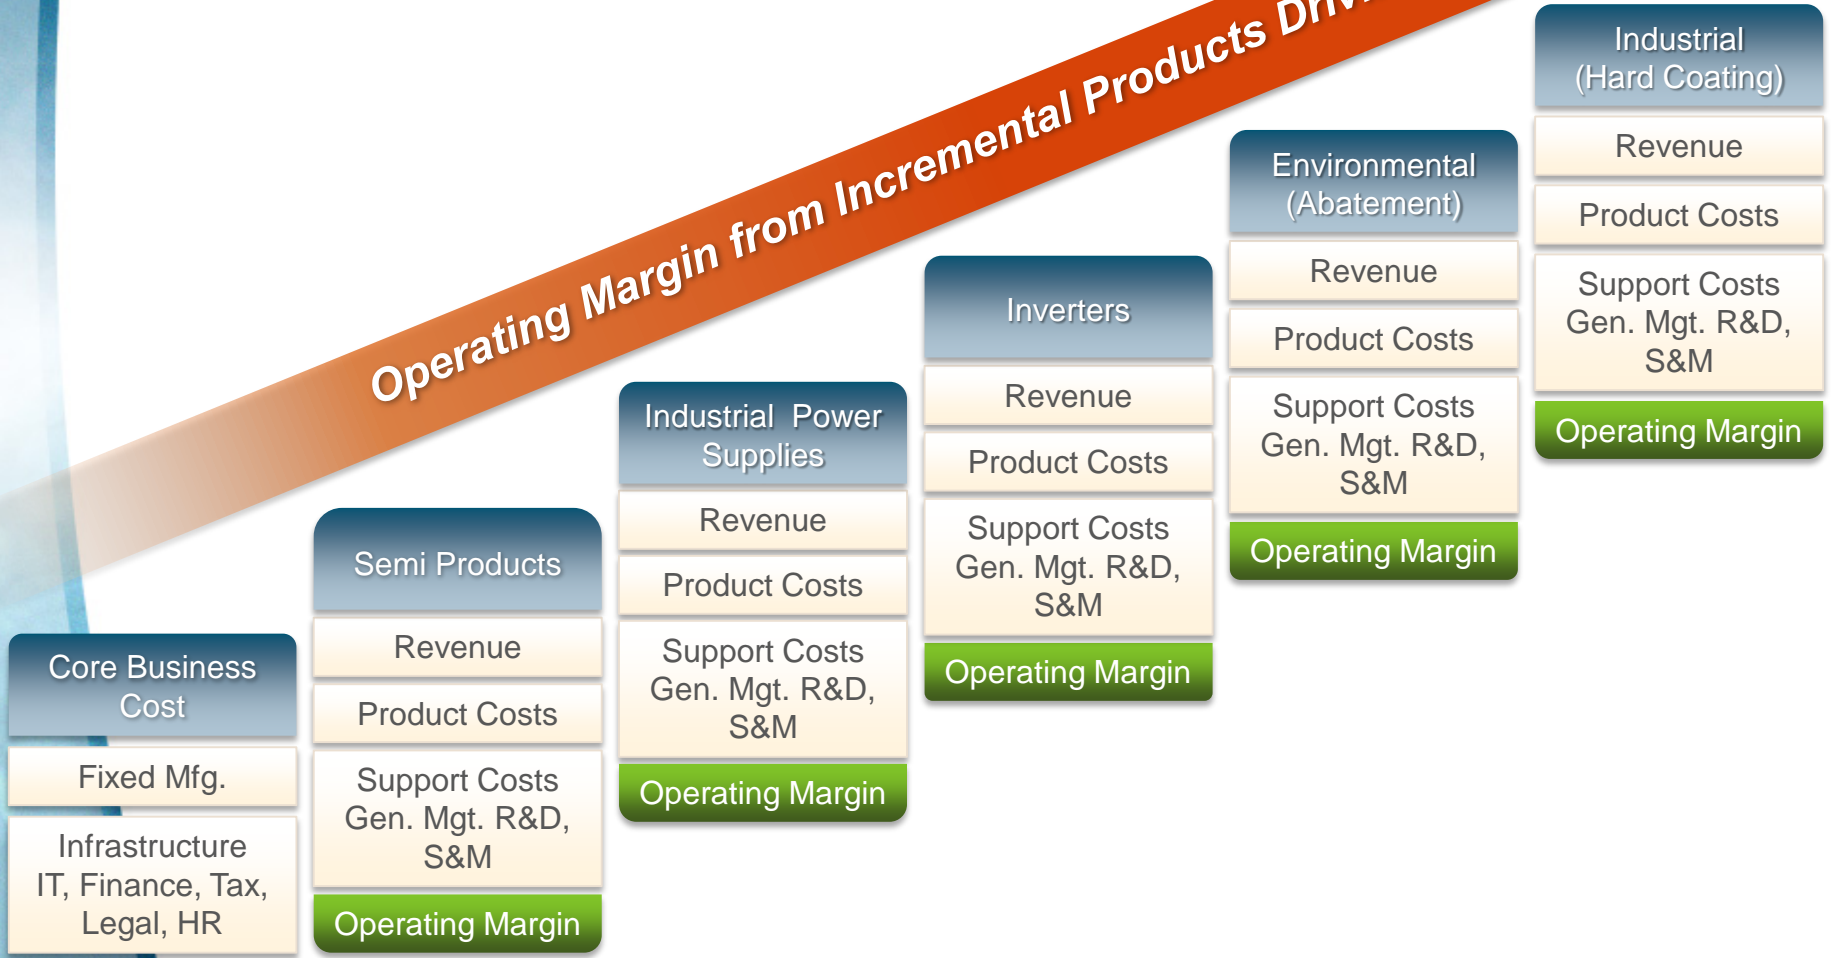 Operating Margin from Incremental Products
Core Business
Cost
Fixed Mfg.
Infrastructure
IT, Finance, Tax,
Legal, HR
Semi Products
Revenue
Product Costs
Support Costs
Gen. Mgt. R&D,
S&M
Operating Margin
Industrial Power
Supplies
Revenue
Product Costs
Support Costs
Gen. Mgt. R&D,
S&M
Operating Margin
Inverters
Revenue
Product Costs
Support Costs
Gen. Mgt. R&D,
S&M
Operating Margin
Environmental
(Abatement)
Revenue
Product Costs
Support Costs
Gen. Mgt. R&D,
S&M
Operating Margin
Industrial
(Hard Coating)
Revenue
Product Costs
Support Costs
Gen. Mgt. R&D,
S&M
Operating Margin